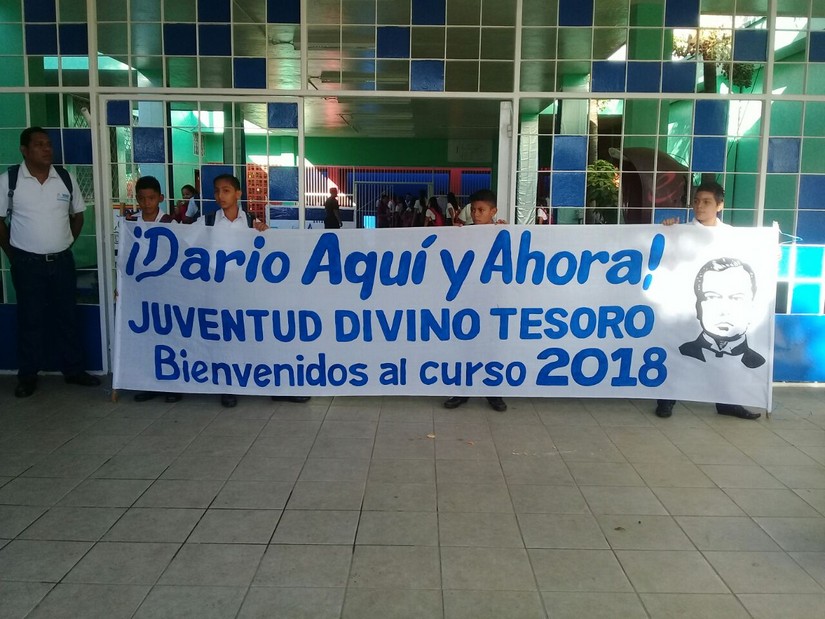 ¡Dario Aquí y Ahora!
JUVENTUD DIVINO TESORO
Bienvenidos al curso 2018